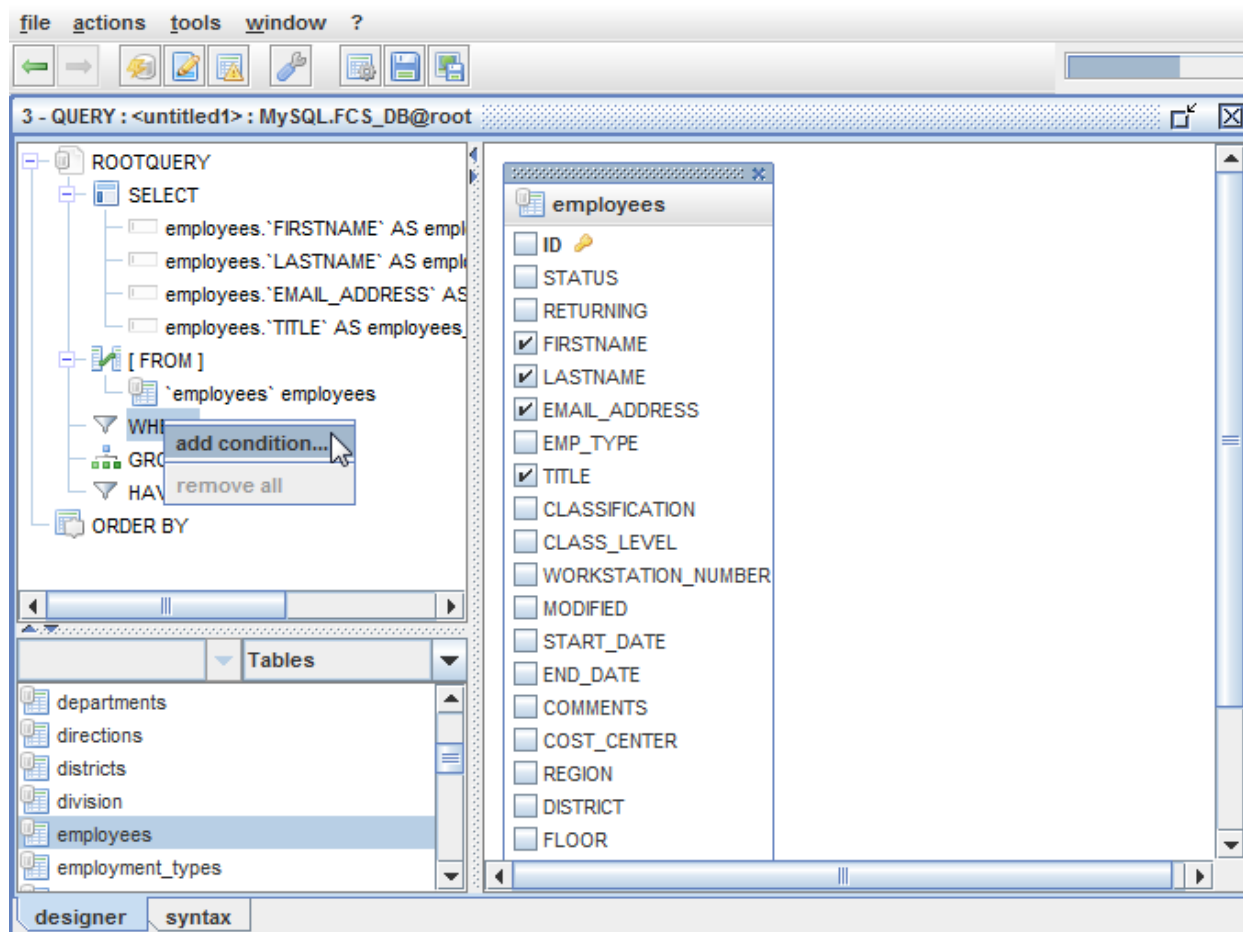 file actions tools window ?
3 - QUERY : <untitled1> : MySQL.FCS_DB@root
ROOTQUERY
SELECT
employees.`FIRSTNAME` AS empl
employees.`LASTNAME` AS empl
employees.`EMAIL_ADDRESS` AS
employees.`TITLE` AS employees_
[ FROM ]
`employees` employees
WHE
add condition...
GRO
remove all
HAV
ORDER BY
Tables
departments
directions
districts
division
employees
employment_types
designer syntax
employees
ID
STATUS
RETURNING
FIRSTNAME
LASTNAME
EMAIL_ADDRESS
EMP_TYPE
TITLE
CLASSIFICATION
CLASS_LEVEL
WORKSTATION_NUMBER
MODIFIED
START_DATE
END_DATE
COMMENTS
COST_CENTER
REGION
DISTRICT
FLOOR